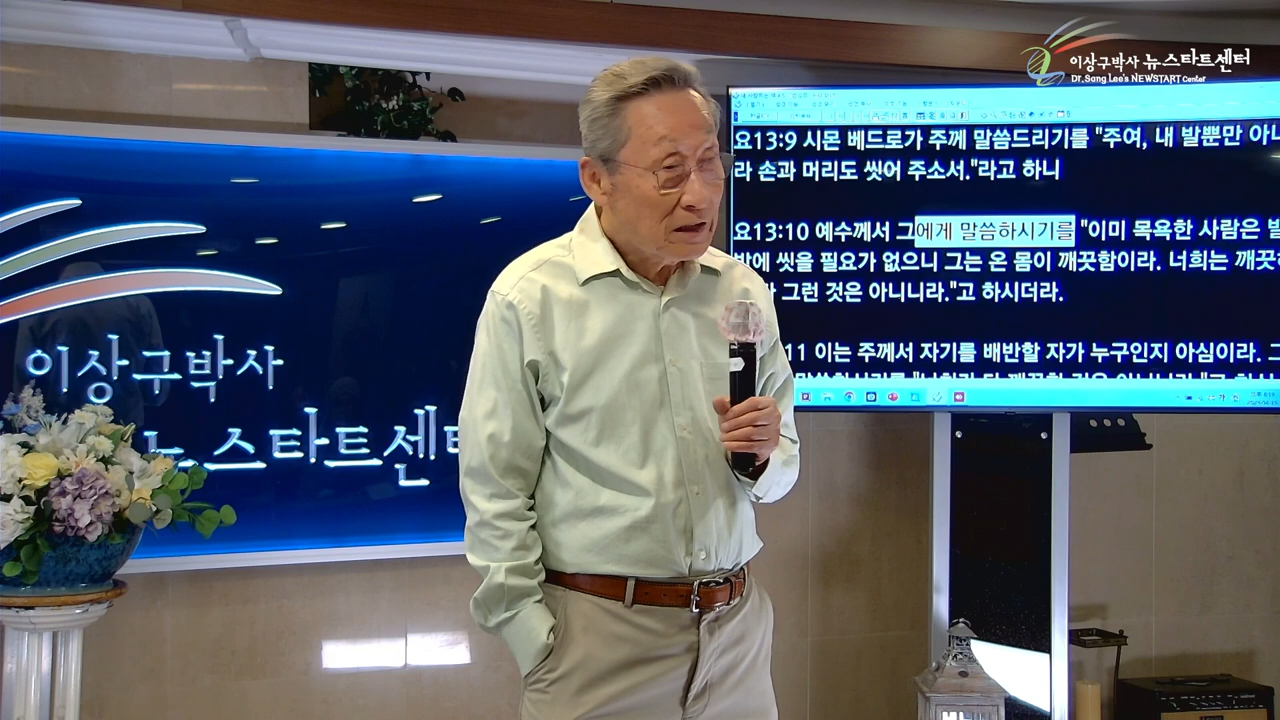 이상구박사 뉴스타트센터
Dr. Sang Lee's NEWSTART Center
요13:9 시몬 베드로가 주께 말씀드리기를 "주여, 내 발뿐만 아니
라 손과 머리도 씻어 주소서."라고 하니
요13:10 예수께서 그에게 말씀하시기를 "이미 목욕한 사람은 발
밖에 씻을 필요가 없으니 그는 온 몸이 깨끗함이라. 너희는 깨끗하
그런 것은 아니니라."고 하시더라.
11 이는 주께서 자기를 배반할 자가 누구인지 아심이라. 그
이상구박사
뉴스타트센터